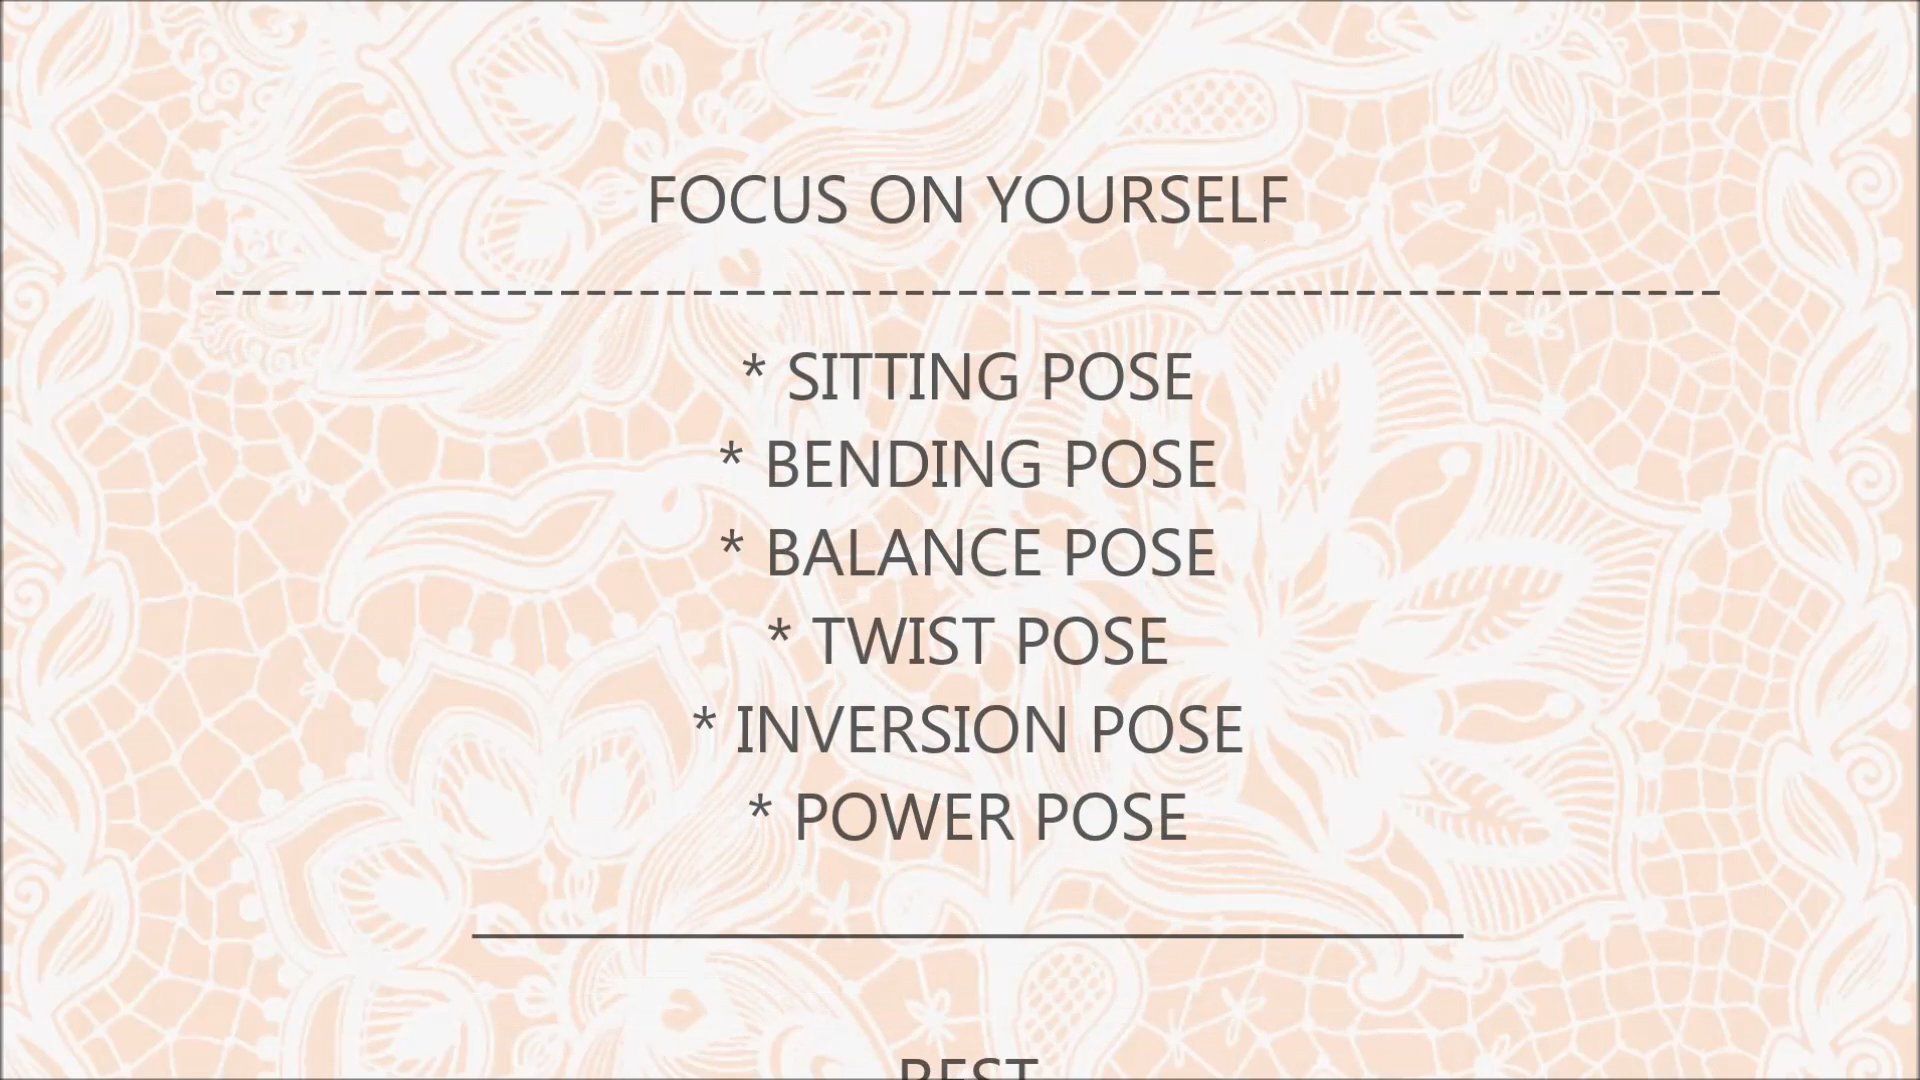 FOCUS ON YOURSELF
--------------------------------------------------------
* SITTING POSE
* BENDING POSE
* BALANCE POSE
* TWIST POSE
* INVERSION POSE
* POWER POSE